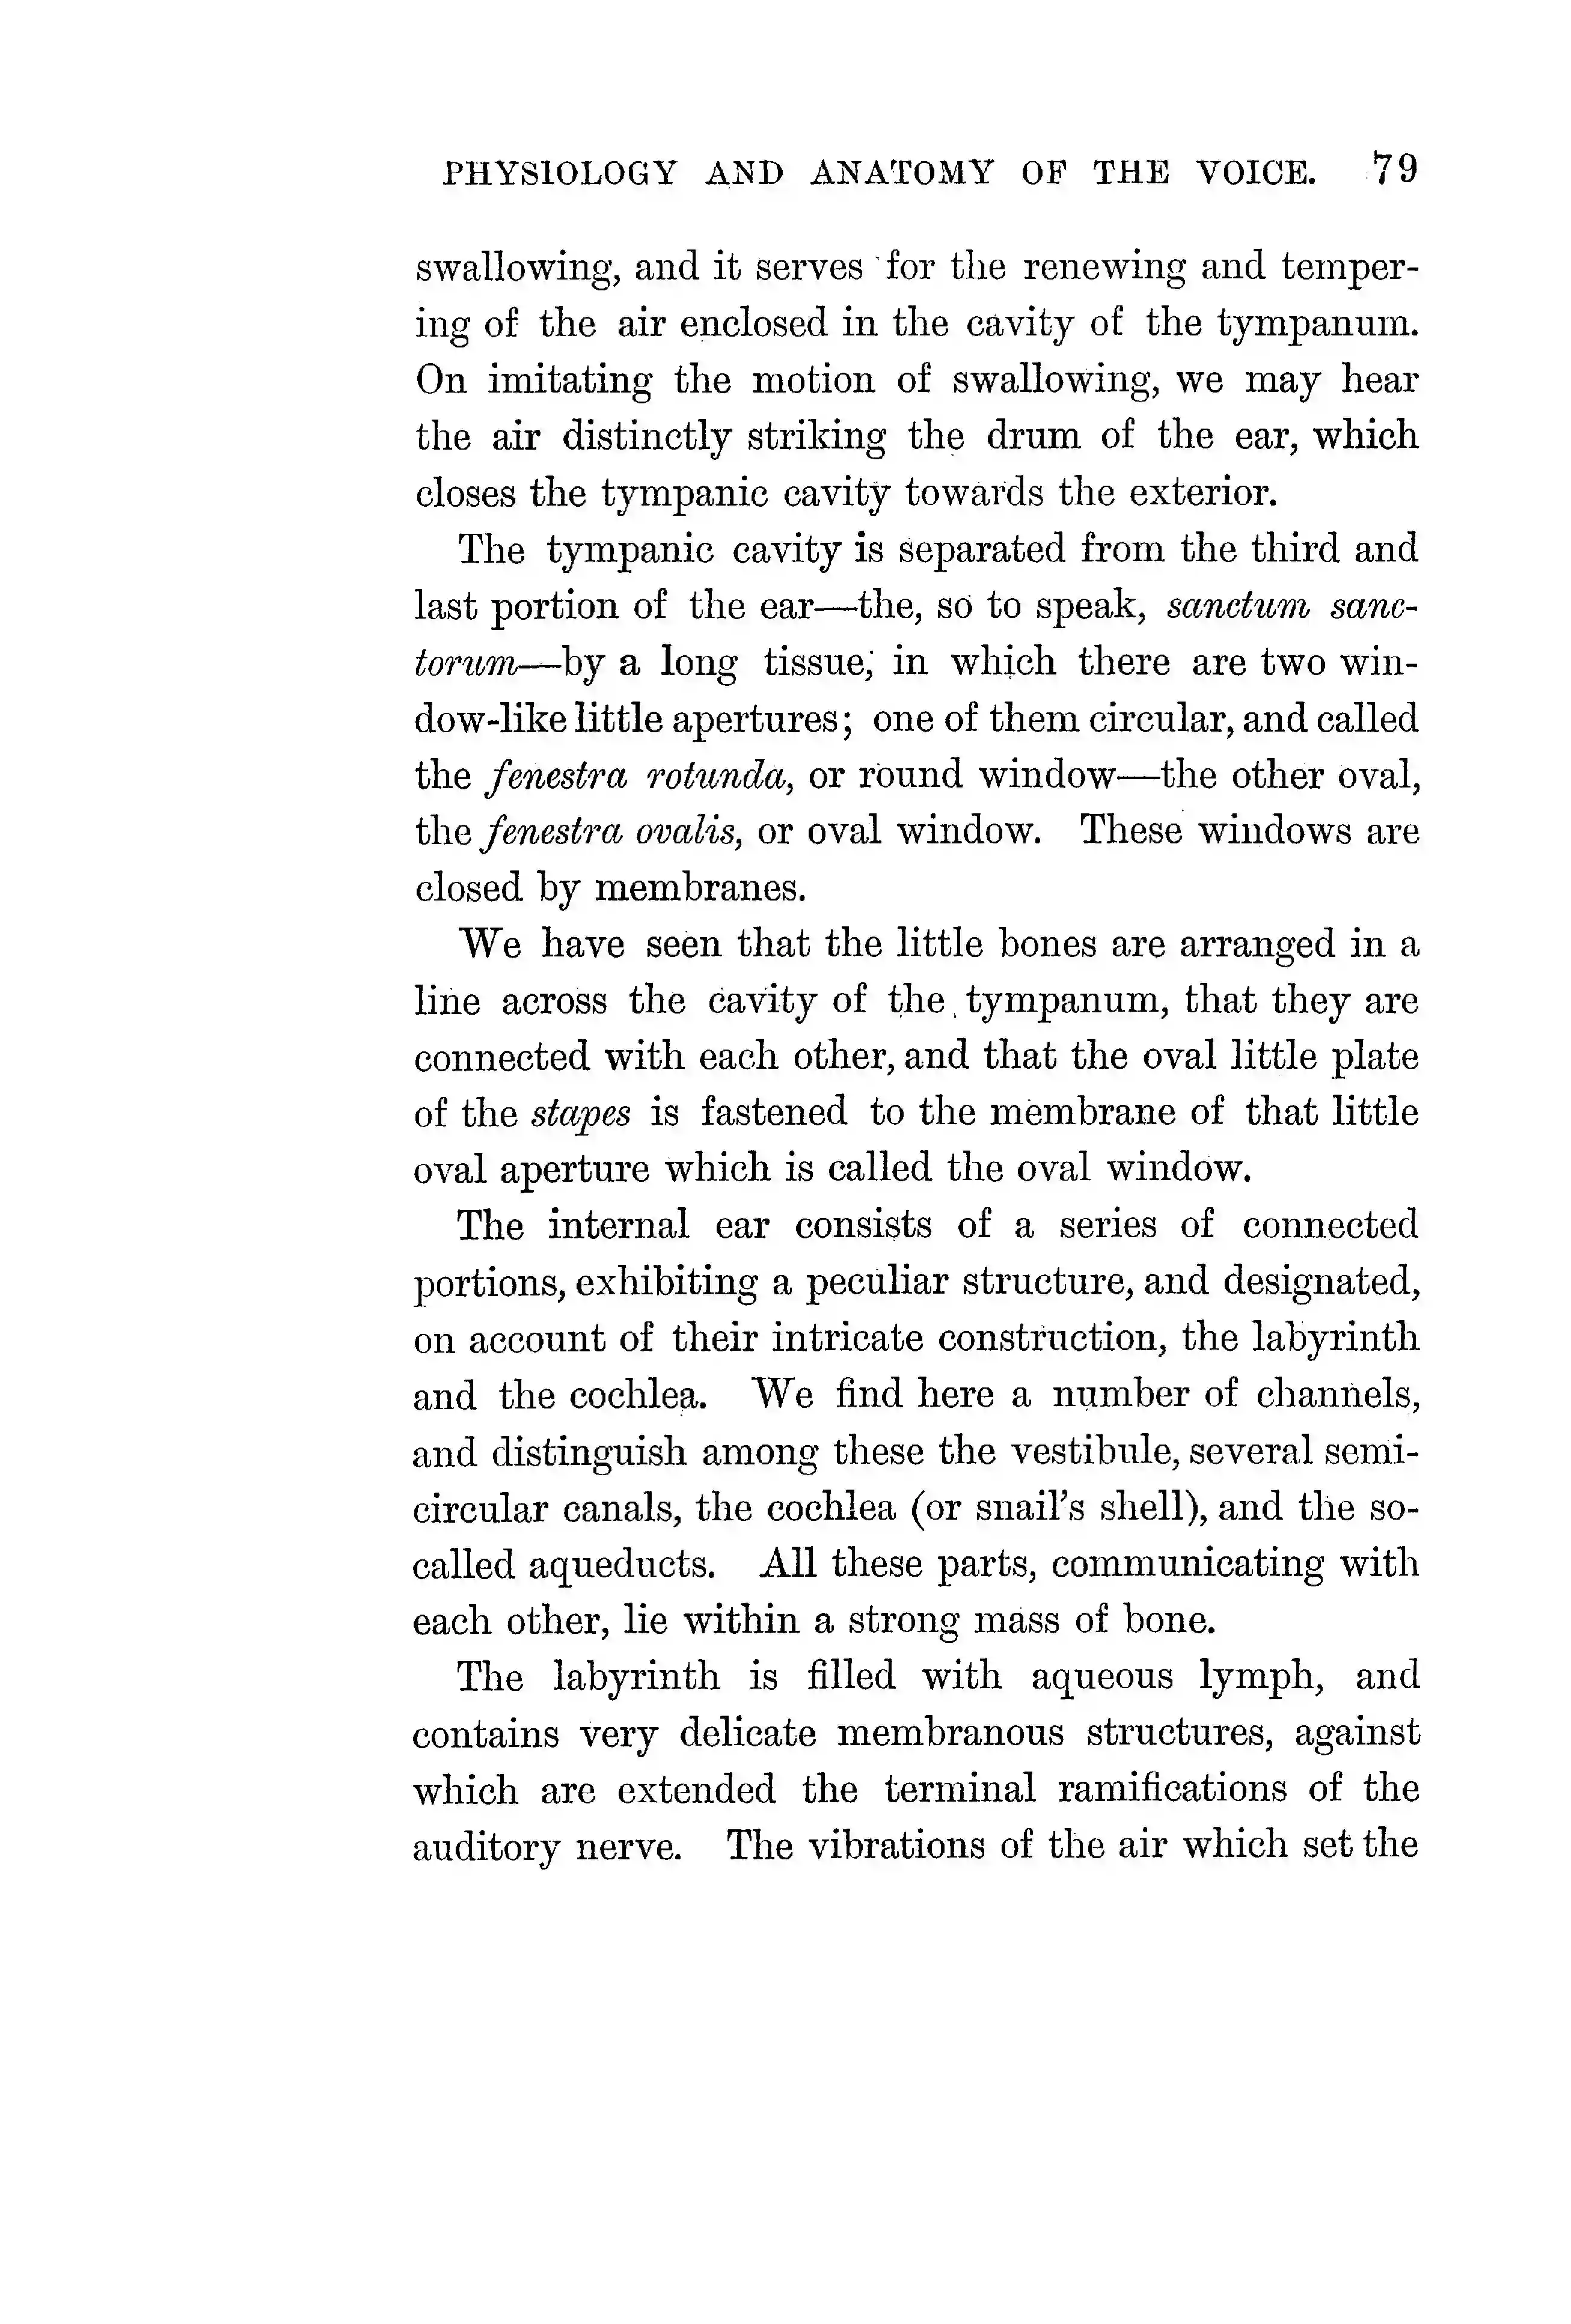 PHYSIOLOGY AND ANATOMY OF THE VOICE. 79
swallowing, and it serves for the renewing and temper-
ing of the air enclosed in the cavity of the tympanum.
On imitating the motion of swallowing, we may hear
the air distinctly striking the drum of the ear, which
closes the tympanic cavity towards the exterior.
The tympanic cavity is separated from the third and
last portion of the ear—the, so to speak, sanctum sanc-
torum—by a long tissue, in which there are two win-
dow-like little apertures; one of them circular, and called
the fenestra rotunda, or round window—the other oval,
the fenestra ovalis, or oval window. These windows are
closed by membranes.
We have seen that the little bones are arranged in a
line across the cavity of the tympanum, that they are
connected with each other, and that the oval little plate
of the stapes is fastened to the membrane of that little
oval aperture which is called the oval window.
The internal ear consists of a series of connected
portions, exhibiting a peculiar structure, and designated,
on account of their intricate construction, the labyrinth
and the cochlea. We find here a number of channels,
and distinguish among these the vestibule, several semi-
circular canals, the cochlea (or snail's shell), and the so-
called aqueducts. All these parts, communicating with
each other, lie within a strong mass of bone.
The labyrinth is filled with aqueous lymph, and
contains very delicate membranous structures, against
which are extended the terminal ramifications of the
auditory nerve. The vibrations of the air which set the